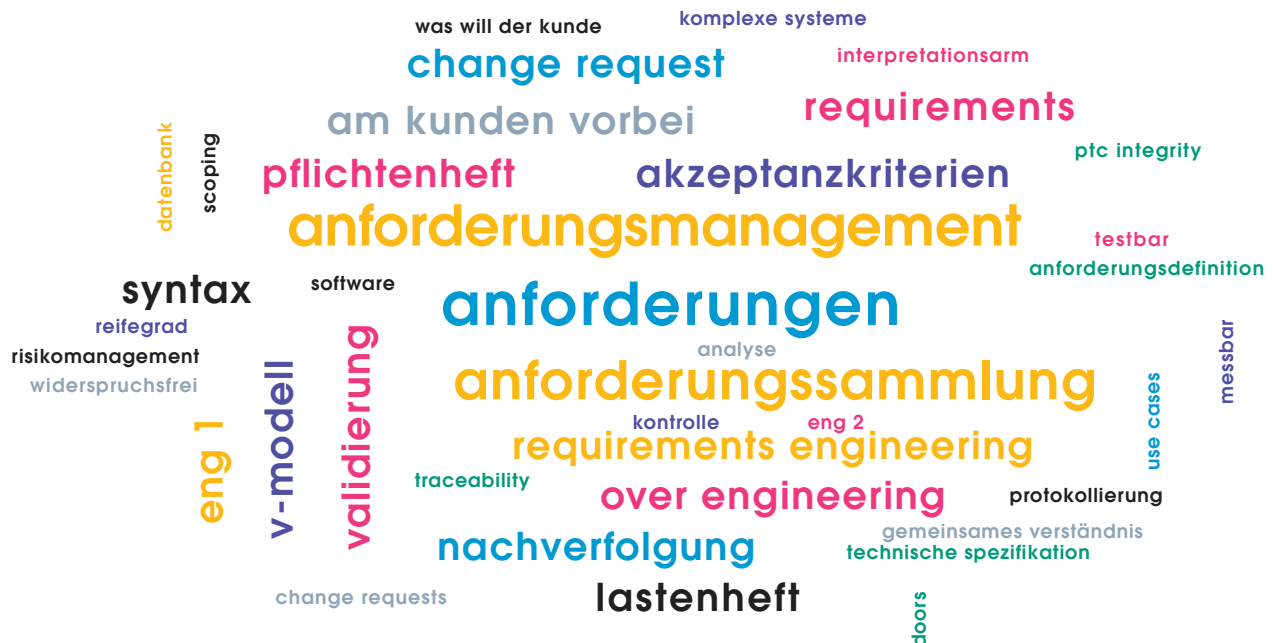 was will der kunde
komplexe systeme
change request
interpretationsarm
am kunden vorbei
requirements
datenbank
scoping
ptc integrity
pflichtenheft
akzeptanzkriterien
anforderungsmanagement
testbar
anforderungsdefinition
syntax
software
anforderungen
reifegrad
risikomanagement
analyse
messbar
widerspruchsfrei
anforderungssammlung
eng 1
v-modell
validierung
kontrolle
eng 2
use cases
requirements engineering
traceability
over engineering
protokollierung
gemeinsames verständnis
nachverfolgung
technische spezifikation
change requests
lastenheft
doors